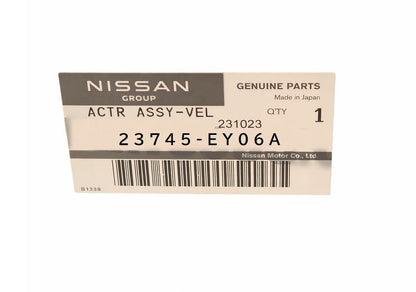 NISSAN
GROUP
GENUINE PARTS
Made in Japan
ACTR ASSY-VEL
Q'TY 1
231023
23745-EY06A
Nissan Motor Co., Ltd
B1338